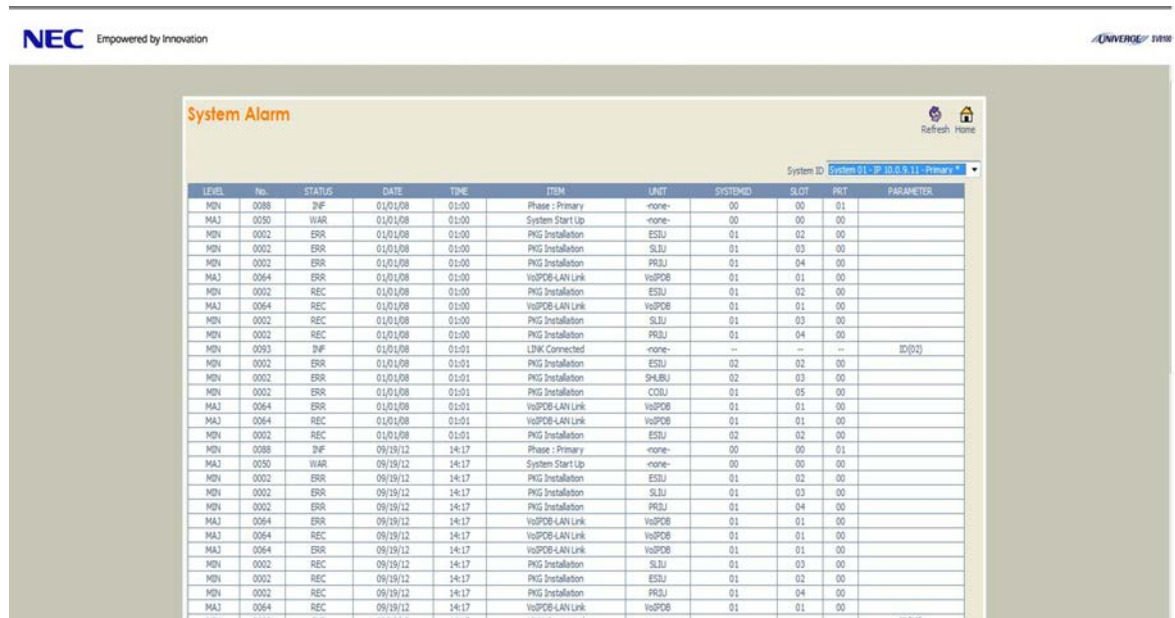 NEC Empowered by Innovation
UNIVERGE SV8100
System Alarm
Refresh Home
System ID System 01 - IP 10.0.9.11 - Primary *
LEVEL No. STATUS DATE TIME ITEM UNIT SYSTEMID SLOT PRT PARAMETER
MIN 0088 INF 01/01/08 01:00 Phase : Primary -none- 00 00 01
MAJ 0050 WAR 01/01/08 01:00 System Start Up -none- 00 00 00
MIN 0002 ERR 01/01/08 01:00 PKG Installation ESIU 01 02 00
MIN 0002 ERR 01/01/08 01:00 PKG Installation SLIU 01 03 00
MIN 0002 ERR 01/01/08 01:00 PKG Installation PRIU 01 04 00
MAJ 0064 ERR 01/01/08 01:00 VoIPDB-LAN Link VoIPDB 01 01 00
MIN 0002 REC 01/01/08 01:00 PKG Installation ESIU 01 02 00
MAJ 0064 REC 01/01/08 01:00 VoIPDB-LAN Link VoIPDB 01 01 00
MIN 0002 REC 01/01/08 01:00 PKG Installation SLIU 01 03 00
MIN 0002 REC 01/01/08 01:00 PKG Installation PRIU 01 04 00
MIN 0093 INF 01/01/08 01:01 LINK Connected -none- -- -- -- ID(02)
MIN 0002 ERR 01/01/08 01:01 PKG Installation ESIU 02 02 00
MIN 0002 ERR 01/01/08 01:01 PKG Installation SHUBU 02 03 00
MIN 0002 ERR 01/01/08 01:01 PKG Installation COIU 01 05 00
MAJ 0064 ERR 01/01/08 01:01 VoIPDB-LAN Link VoIPDB 01 01 00
MAJ 0064 REC 01/01/08 01:01 VoIPDB-LAN Link VoIPDB 01 01 00
MIN 0002 REC 01/01/08 01:01 PKG Installation ESIU 02 02 00
MIN 0088 INF 09/19/12 14:17 Phase : Primary -none- 00 00 01
MAJ 0050 WAR 09/19/12 14:17 System Start Up -none- 00 00 00
MIN 0002 ERR 09/19/12 14:17 PKG Installation ESIU 01 02 00
MIN 0002 ERR 09/19/12 14:17 PKG Installation SLIU 01 03 00
MIN 0002 ERR 09/19/12 14:17 PKG Installation PRIU 01 04 00
MAJ 0064 ERR 09/19/12 14:17 VoIPDB-LAN Link VoIPDB 01 01 00
MAJ 0064 REC 09/19/12 14:17 VoIPDB-LAN Link VoIPDB 01 01 00
MAJ 0064 ERR 09/19/12 14:17 VoIPDB-LAN Link VoIPDB 01 01 00
MIN 0002 REC 09/19/12 14:17 PKG Installation SLIU 01 03 00
MIN 0002 REC 09/19/12 14:17 PKG Installation ESIU 01 02 00
MIN 0002 REC 09/19/12 14:17 PKG Installation PRIU 01 04 00
MAJ 0064 REC 09/19/12 14:17 VoIPDB-LAN Link VoIPDB 01 01 00